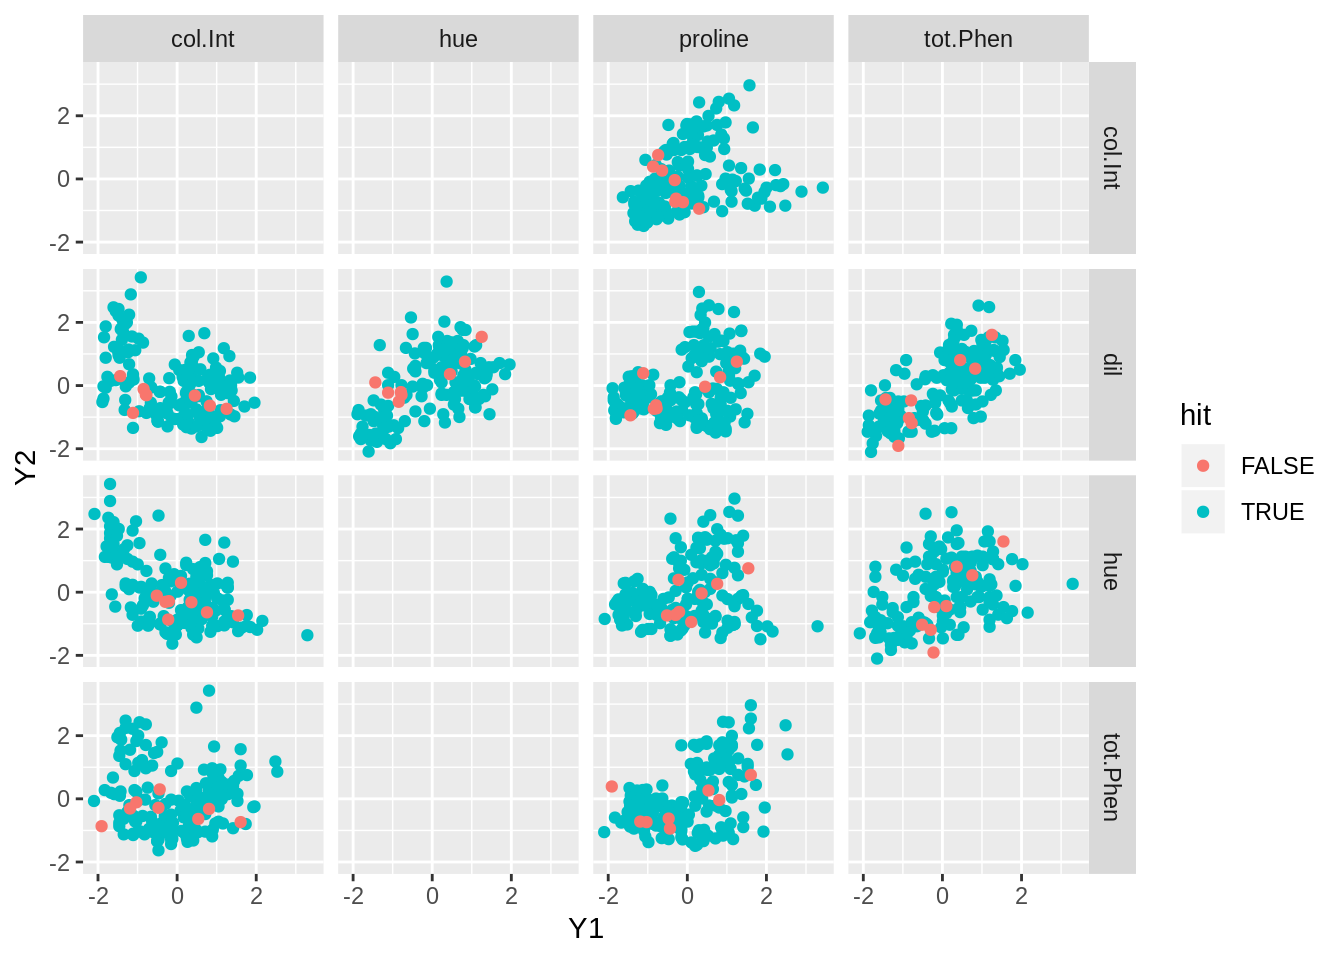 col.Int hue proline tot.Phen
2
0
-2
col.Int
2
0
-2
dil
2
0
-2
hue
2
0
-2
tot.Phen
-2 0 2 -2 0 2 -2 0 2 -2 0 2
Y1
Y2
hit
FALSE
TRUE